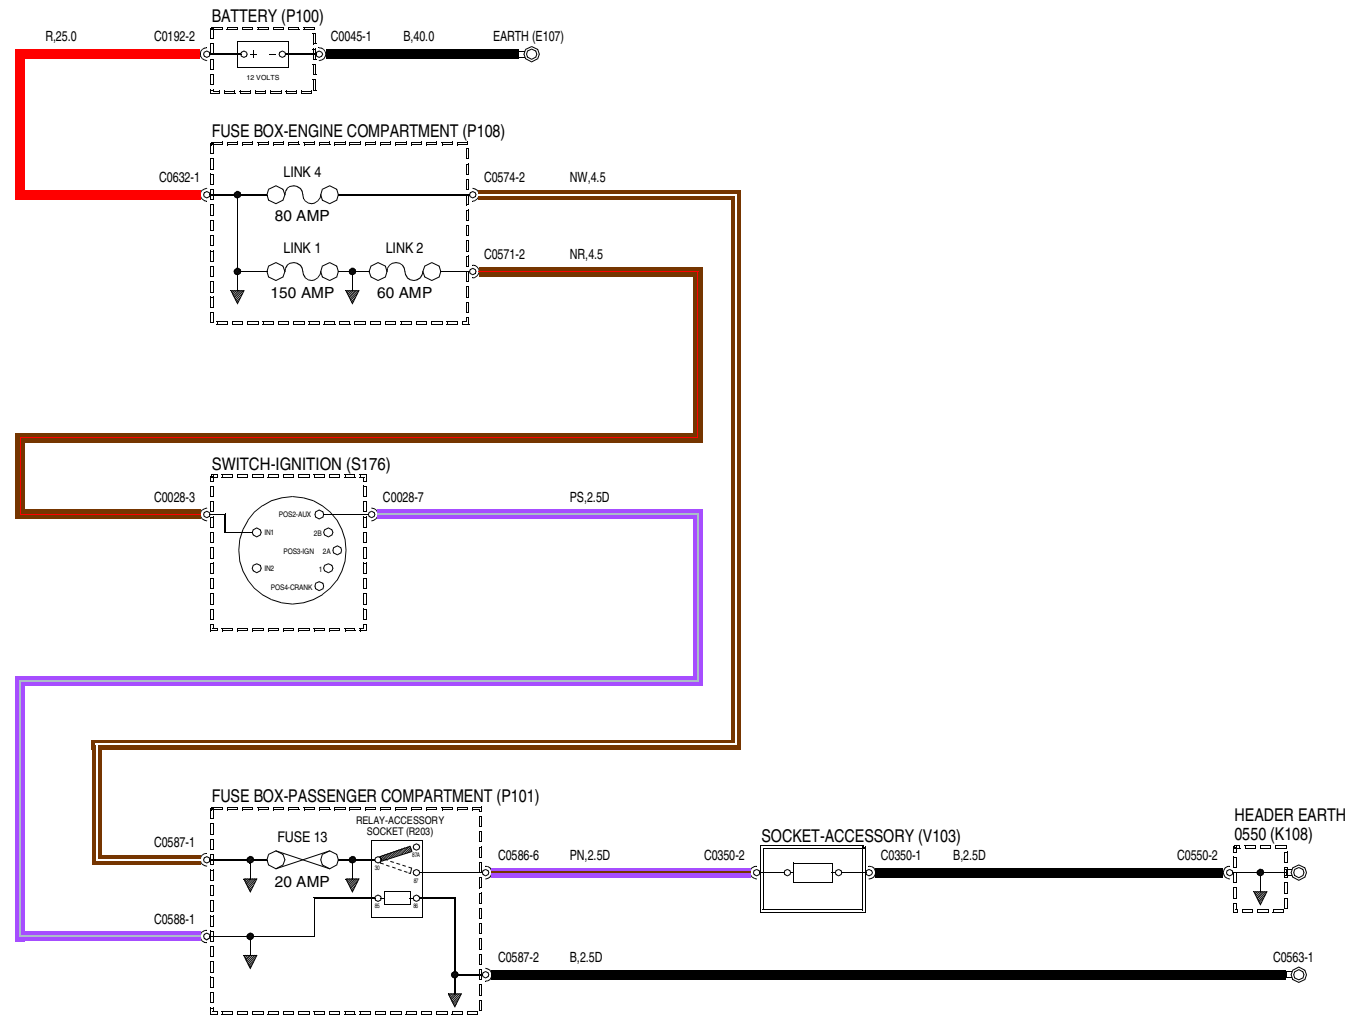 BATTERY (P100)
R,25.0
C0192-2
C0045-1
B,40.0
EARTH (E107)
+ −
12 VOLTS
FUSE BOX-ENGINE COMPARTMENT (P108)
C0632-1
LINK 4
80 AMP
C0574-2
NW,4.5
LINK 1
150 AMP
LINK 2
60 AMP
C0571-2
NR,4.5
SWITCH-IGNITION (S176)
C0028-3
C0028-7
PS,2.5D
POS2-AUX
IN1
2B
POS3-IGN
2A
IN2
1
POS4-CRANK
FUSE BOX-PASSENGER COMPARTMENT (P101)
RELAY-ACCESSORY
SOCKET (R203)
C0587-1
FUSE 13
20 AMP
87A
30
87
85
86
C0586-6
PN,2.5D
C0350-2
SOCKET-ACCESSORY (V103)
C0350-1
B,2.5D
C0550-2
HEADER EARTH
0550 (K108)
C0588-1
C0587-2
B,2.5D
C0563-1